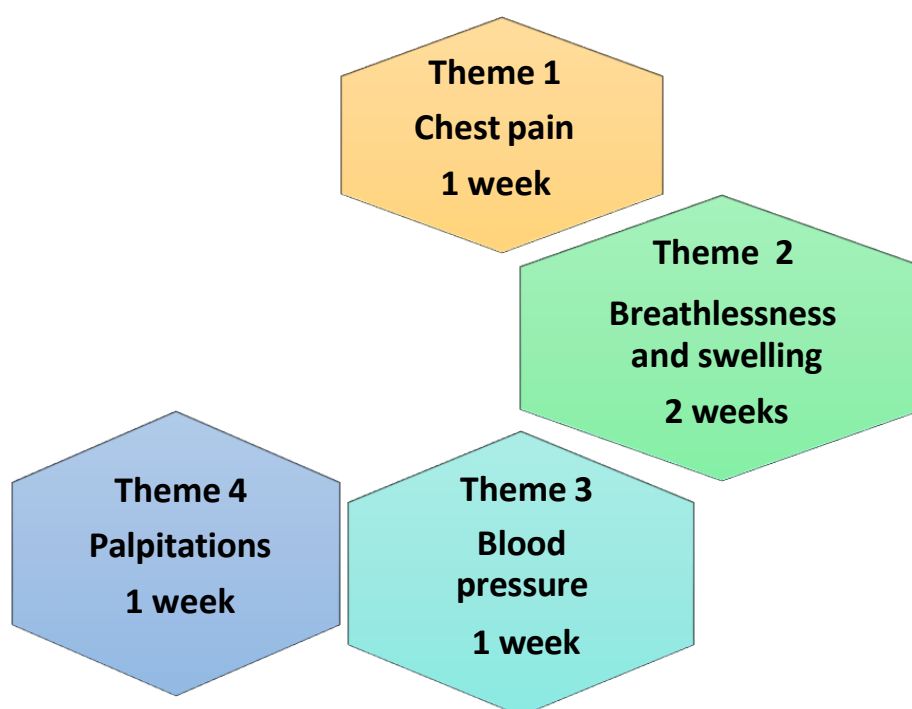 Theme 1
Chest pain
1 week
Theme  2
Breathlessness
and swelling
2 weeks
Theme 3
Blood
pressure
1 week
Theme 4
Palpitations
1 week